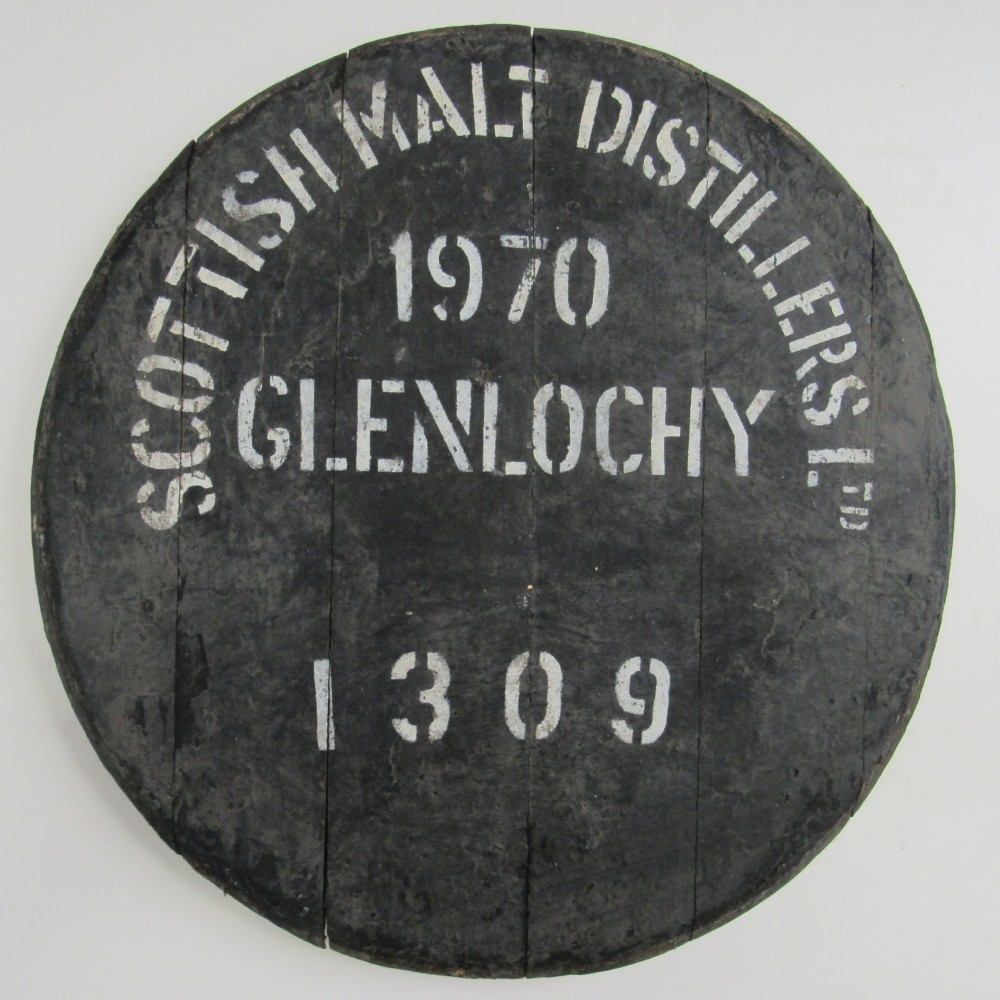 SCOTTISH MALT DISTILLERS LTD
1970
GLENLOCHY
1309